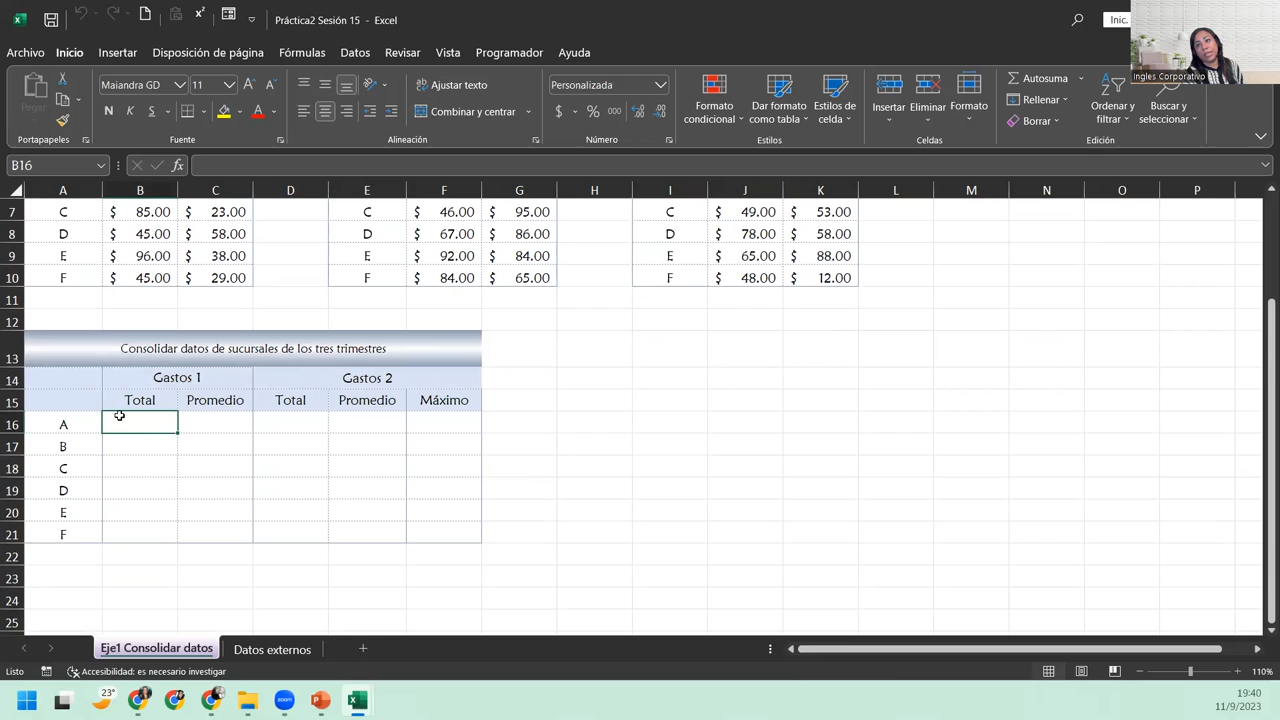 Práctica2 Sesión 15 - Excel
Inic.
Archivo Inicio Insertar Disposición de página Fórmulas Datos Revisar Vista Programador Ayuda
Ingles Corporativo
Pegar
Maiandra GD 11
N K S
Ajustar texto
Combinar y centrar
Personalizada
$ % 000
Formato condicional
Dar formato como tabla
Estilos de celda
Insertar Eliminar Formato
Autosuma
Rellenar
Borrar
Ordenar y filtrar
Buscar y seleccionar
Portapapeles Fuente Alineación Número Estilos Celdas Edición
B16 fx
A B C D E F G H I J K L M N O P
7 C $ 85.00 $ 23.00 C $ 46.00 $ 95.00 C $ 49.00 $ 53.00
8 D $ 45.00 $ 58.00 D $ 67.00 $ 86.00 D $ 78.00 $ 58.00
9 E $ 96.00 $ 38.00 E $ 92.00 $ 84.00 E $ 65.00 $ 88.00
10 F $ 45.00 $ 29.00 F $ 84.00 $ 65.00 F $ 48.00 $ 12.00
11
12
13 Consolidar datos de sucursales de los tres trimestres
14 Gastos 1 Gastos 2
15 Total Promedio Total Promedio Máximo
16 A
17 B
18 C
19 D
20 E
21 F
22
23
24
25
Eje1 Consolidar datos Datos externos
Listo Accesibilidad: es necesario investigar 110%
23°
zoom
19:40
11/9/2023